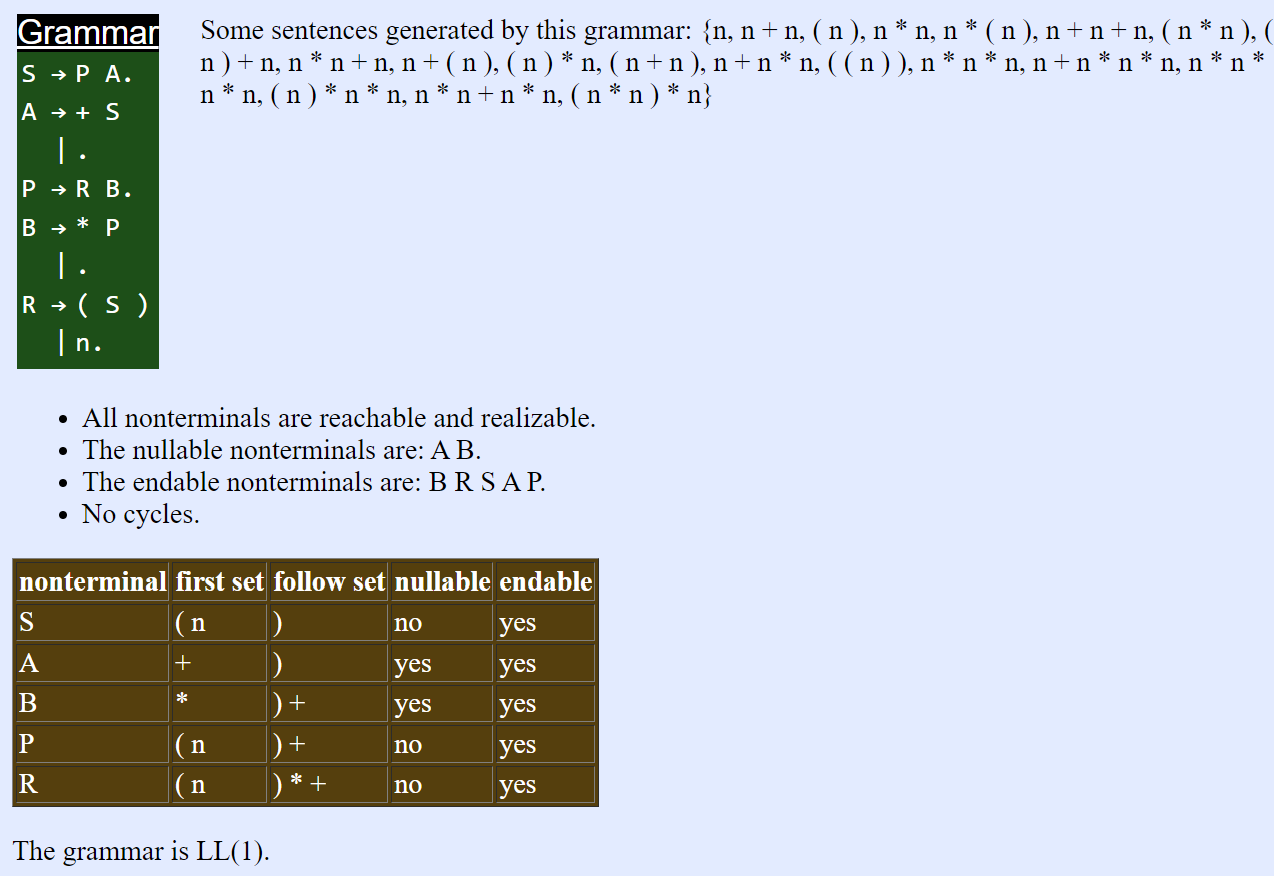 Grammar
S → P A.
A → + S
| .
P → R B.
B → * P
| .
R → ( S )
| n.
Some sentences generated by this grammar: {n, n + n, ( n ), n * n, n * ( n ), n + n + n, ( n * n ), (
n ) + n, n * n + n, n + ( n ), ( n ) * n, ( n + n ), n + n * n, ( ( n ) ), n * n * n, n + n * n * n, n * n *
n * n, ( n ) * n * n, n * n + n * n, ( n * n ) * n}
• All nonterminals are reachable and realizable.
• The nullable nonterminals are: A B.
• The endable nonterminals are: B R S A P.
• No cycles.
nonterminal first set follow set nullable endable
S ( n ) no yes
A + ) yes yes
B * ) + yes yes
P ( n ) + no yes
R ( n ) * + no yes
The grammar is LL(1).